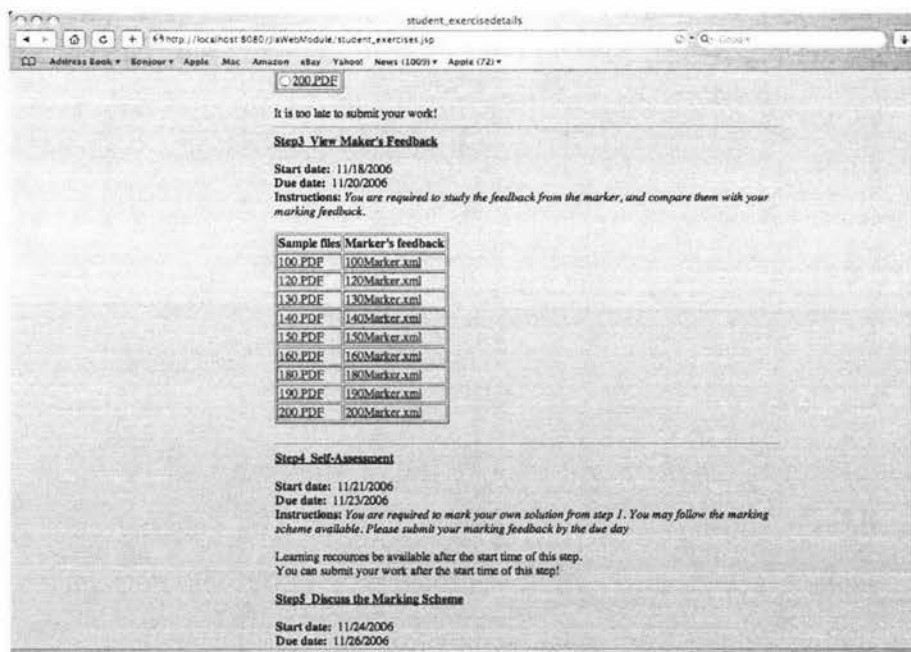 student_exercisedetails
http://localhost:8080/JlaWebModule/student_exercises.jsp
Address Book Bonjour Apple Mac Amazon eBay Yahoo! News (1009) Apple (72)
200.PDF
It is too late to submit your work!
Step3 View Maker's Feedback
Start date: 11/18/2006
Due date: 11/20/2006
Instructions: You are required to study the feedback from the marker, and compare them with your
marking feedback.
Sample files Marker's feedback
100.PDF 100Marker.xml
120.PDF 120Marker.xml
130.PDF 130Marker.xml
140.PDF 140Marker.xml
150.PDF 150Marker.xml
160.PDF 160Marker.xml
180.PDF 180Marker.xml
190.PDF 190Marker.xml
200.PDF 200Marker.xml
Step4 Self-Assessment
Start date: 11/21/2006
Due date: 11/23/2006
Instructions: You are required to mark your own solution from step 1. You may follow the marking
scheme available. Please submit your marking feedback by the due day
Learning recources be available after the start time of this step.
You can submit your work after the start time of this step!
Step5 Discuss the Marking Scheme
Start date: 11/24/2006
Due date: 11/26/2006